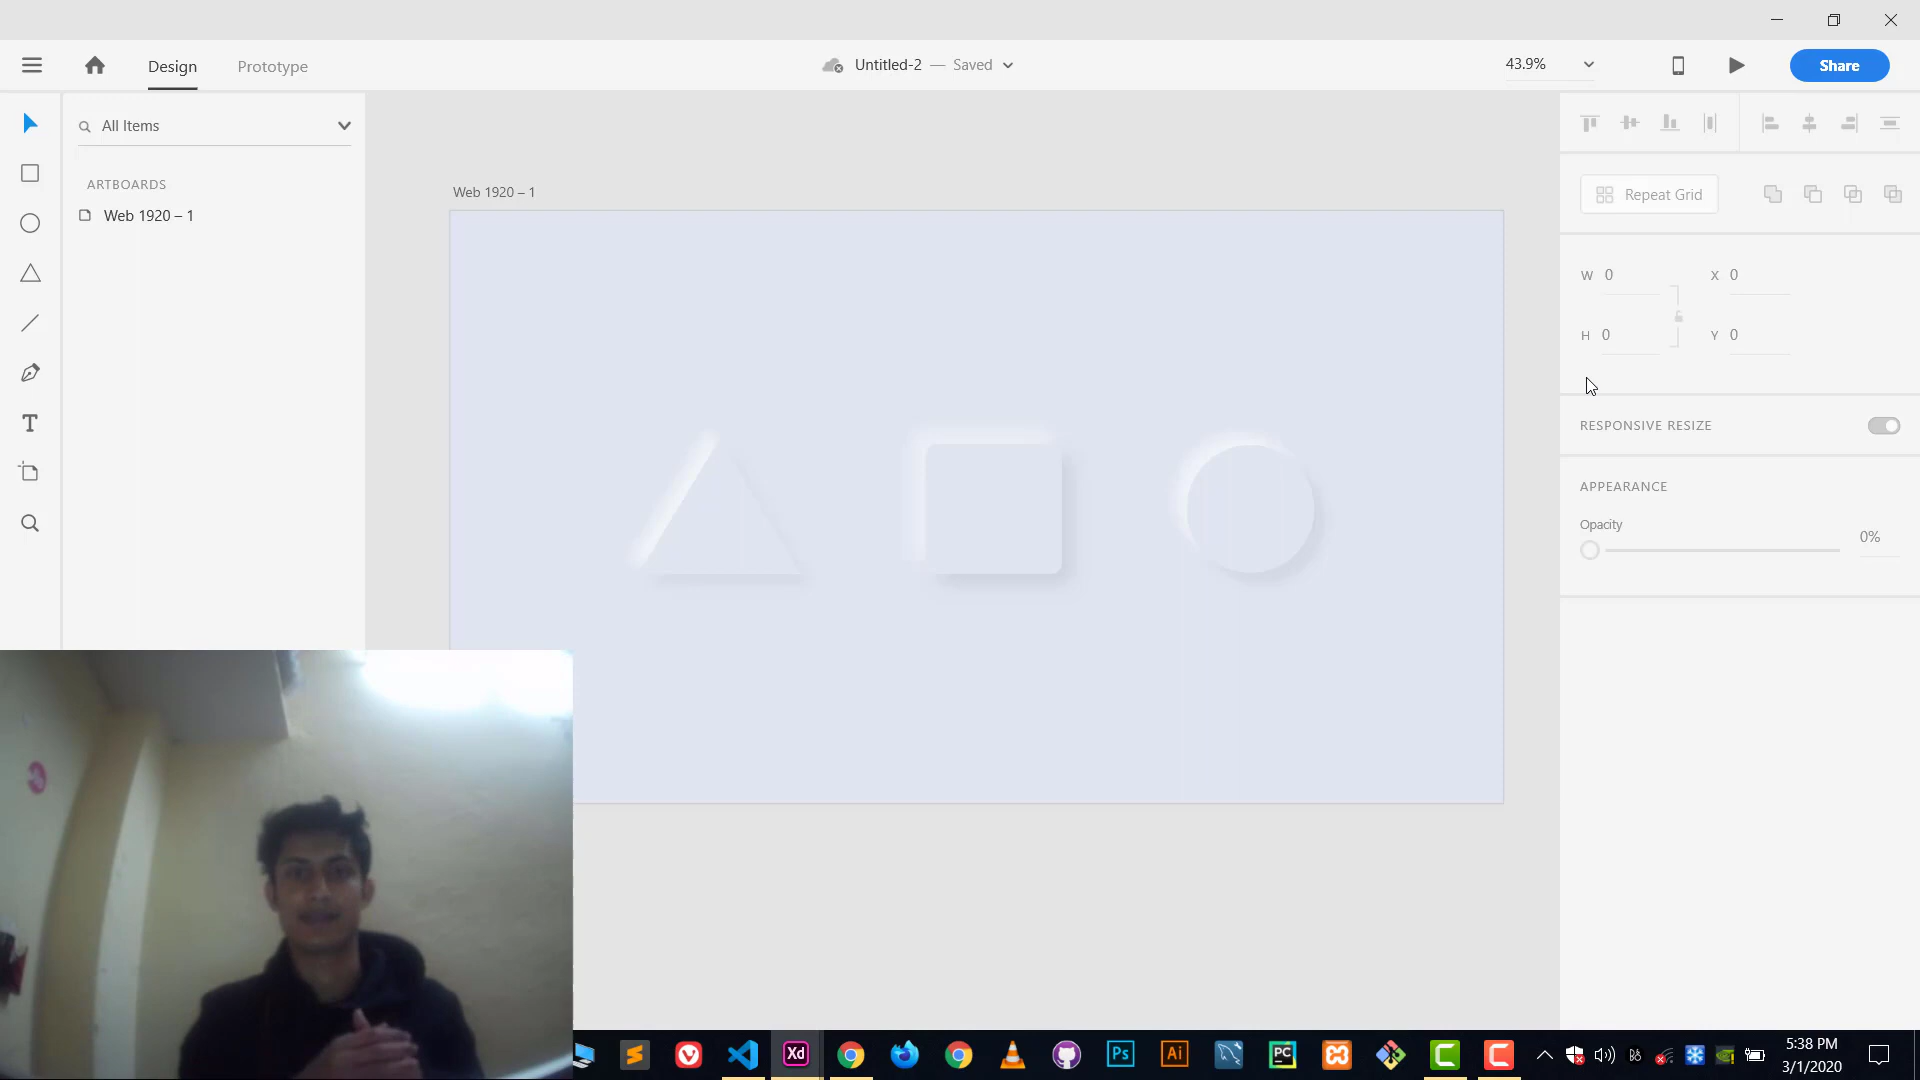 Design
Prototype
Untitled-2 — Saved
43.9%
Share
All Items
ARTBOARDS
Web 1920 – 1
Web 1920 – 1
Repeat Grid
W 0
X 0
H 0
Y 0
RESPONSIVE RESIZE
APPEARANCE
Opacity
0%
Xd
Ps
Ai
PC
5:38 PM
3/1/2020